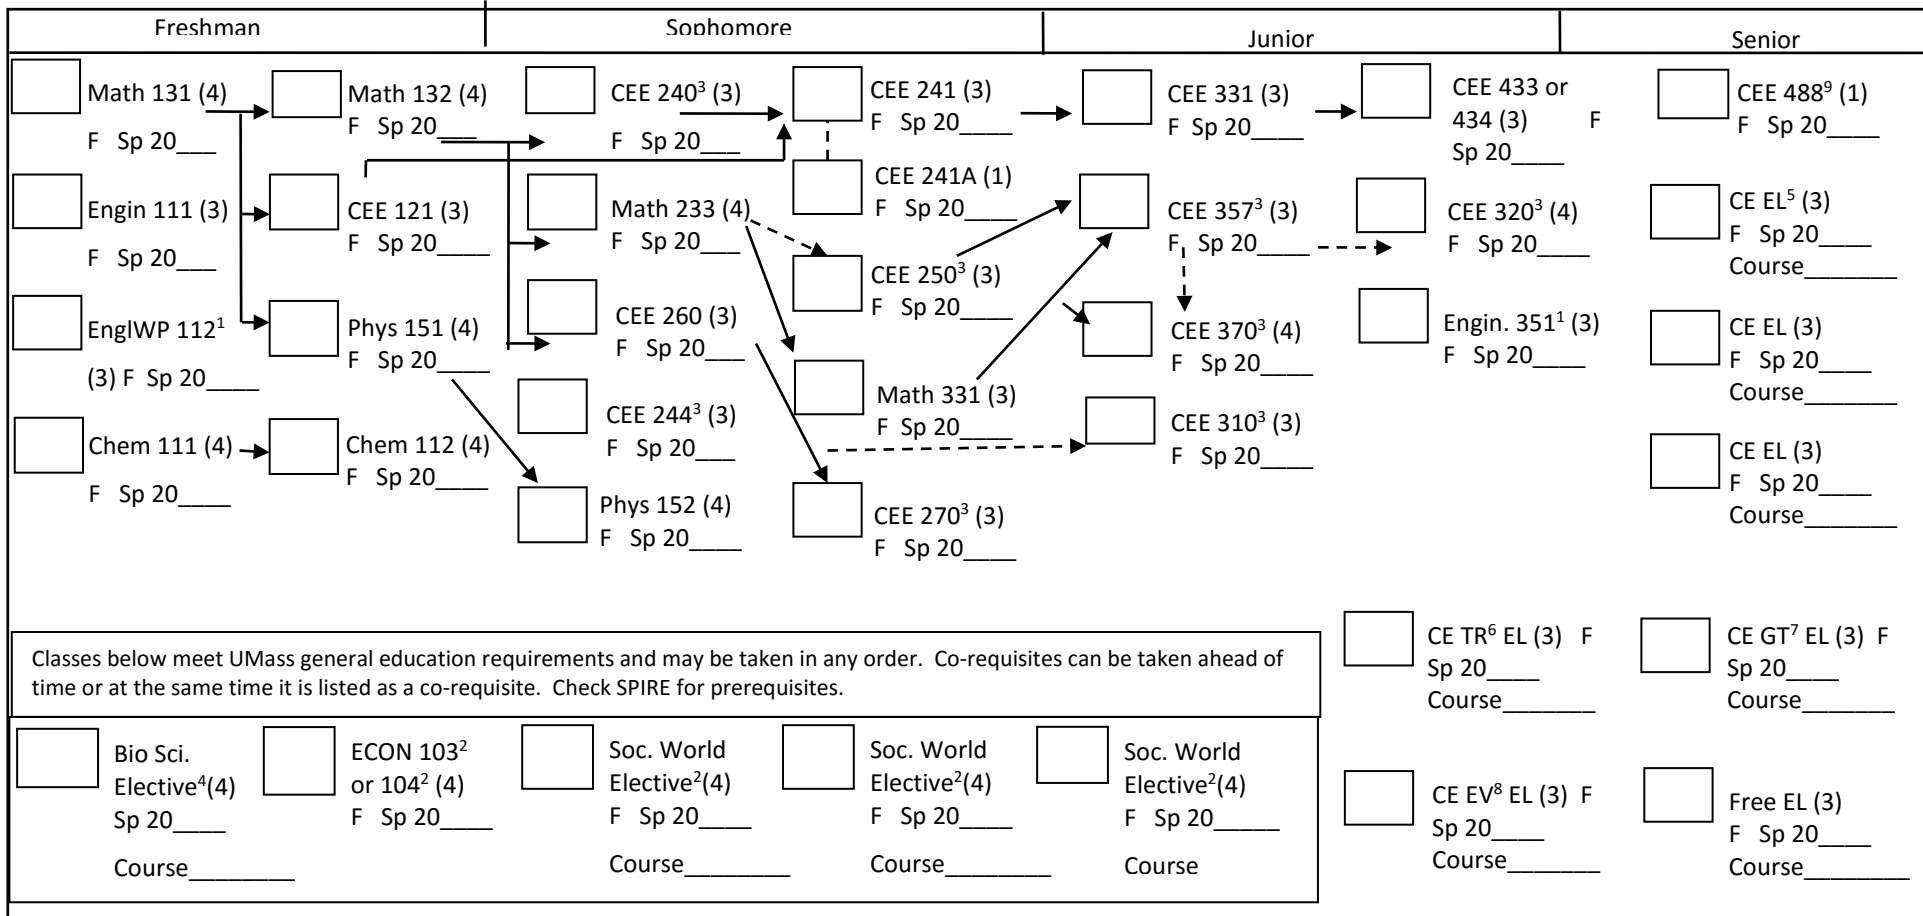 Freshman
Sophomore
Junior
Senior
Math 131 (4)
F Sp 20___
Engin 111 (3)
F Sp 20___
EnglWP 112¹
(3) F Sp 20____
Chem 111 (4)
F Sp 20____
Math 132 (4)
F Sp 20___
CEE 121 (3)
F Sp 20____
Phys 151 (4)
F Sp 20____
Chem 112 (4)
F Sp 20____
CEE 240³ (3)
F Sp 20___
Math 233 (4)
F Sp 20___
CEE 260 (3)
F Sp 20___
CEE 244³ (3)
F Sp 20___
Phys 152 (4)
F Sp 20____
CEE 241 (3)
F Sp 20____
CEE 241A (1)
F Sp 20____
CEE 250³ (3)
F Sp 20____
Math 331 (3)
F Sp 20____
CEE 270³ (3)
F Sp 20____
CEE 331 (3)
F Sp 20____
CEE 357³ (3)
F Sp 20____
CEE 370³ (4)
F Sp 20____
CEE 310³ (3)
F Sp 20____
CEE 433 or
434 (3) F
Sp 20____
CEE 320³ (4)
F Sp 20____
Engin. 351¹ (3)
F Sp 20____
CEE 488⁹ (1)
F Sp 20____
CE EL⁵ (3)
F Sp 20____
Course_______
CE EL (3)
F Sp 20____
Course_______
CE EL (3)
F Sp 20____
Course_______
CE TR⁶ EL (3) F
Sp 20____
Course_______
CE GT⁷ EL (3) F
Sp 20____
Course_______
CE EV⁸ EL (3) F
Sp 20____
Course_______
Free EL (3)
F Sp 20____
Course________
Classes below meet UMass general education requirements and may be taken in any order. Co-requisites can be taken ahead of
time or at the same time it is listed as a co-requisite. Check SPIRE for prerequisites.
Bio Sci.
Elective⁴(4)
Sp 20____
Course________
ECON 103²
or 104² (4)
F Sp 20____
Soc. World
Elective²(4)
F Sp 20____
Course________
Soc. World
Elective²(4)
F Sp 20____
Course________
Soc. World
Elective²(4)
F Sp 20_____
Course